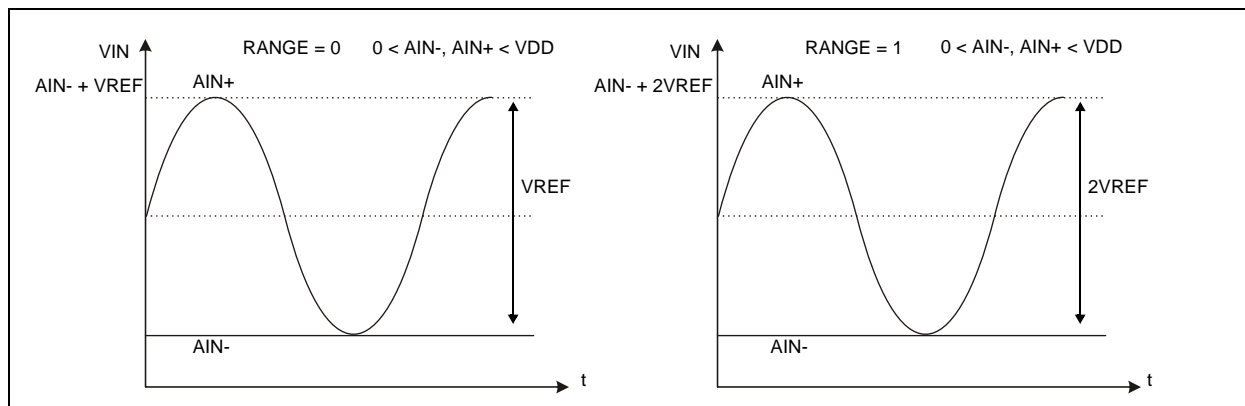 VIN
RANGE = 0 0 < AIN-, AIN+ < VDD
AIN- + VREF
AIN+
VREF
AIN-
t
VIN
RANGE = 1 0 < AIN-, AIN+ < VDD
AIN- + 2VREF
AIN+
2VREF
AIN-
t